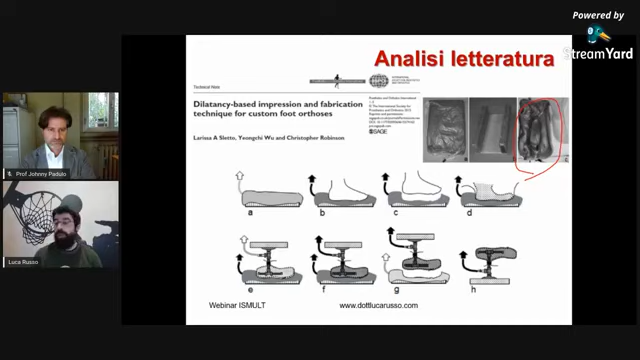 Powered by
StreamYard
Analisi letteratura
Technical Note
Dilatancy-based impression and fabrication
technique for custom foot orthoses
Larissa A Sletto, Yeongchi Wu and Christopher Robinson
SAGE
a
b
c
d
e
f
g
h
Webinar ISMULT
www.dottlucarusso.com
Prof Johnny Padulo
Luca Russo